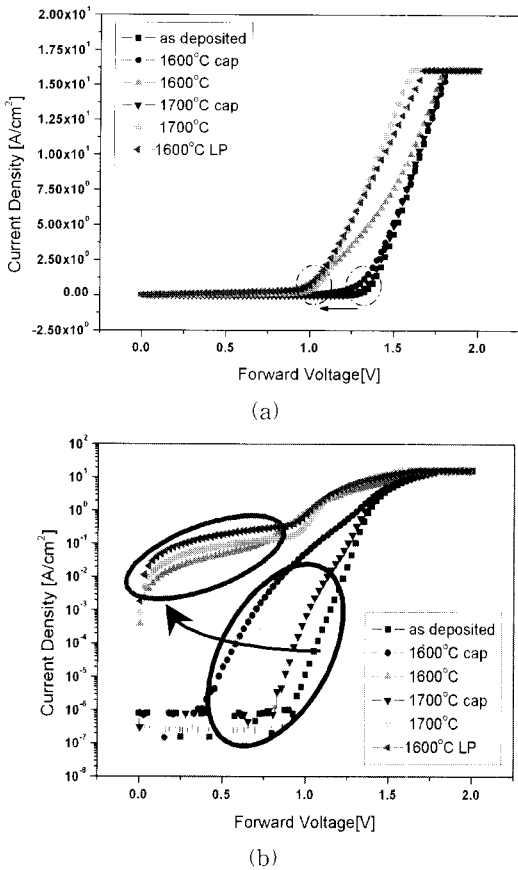 2.00x10¹
1.75x10¹
1.50x10¹
1.25x10¹
1.00x10¹
7.50x10⁰
5.00x10⁰
2.50x10⁰
0.00
-2.50x10⁰
Current Density [A/cm²]
as deposited
1600°C cap
1600°C
1700°C cap
1700°C
1600°C LP
0.0 0.5 1.0 1.5 2.0
Forward Voltage[V]
(a)
10²
10¹
10⁰
10⁻¹
10⁻²
10⁻³
10⁻⁴
10⁻⁵
10⁻⁶
10⁻⁷
10⁻⁸
Current Density [A/cm²]
as deposited
1600°C cap
1600°C
1700°C cap
1700°C
1600°C LP
0.0 0.5 1.0 1.5 2.0
Forward Voltage[V]
(b)